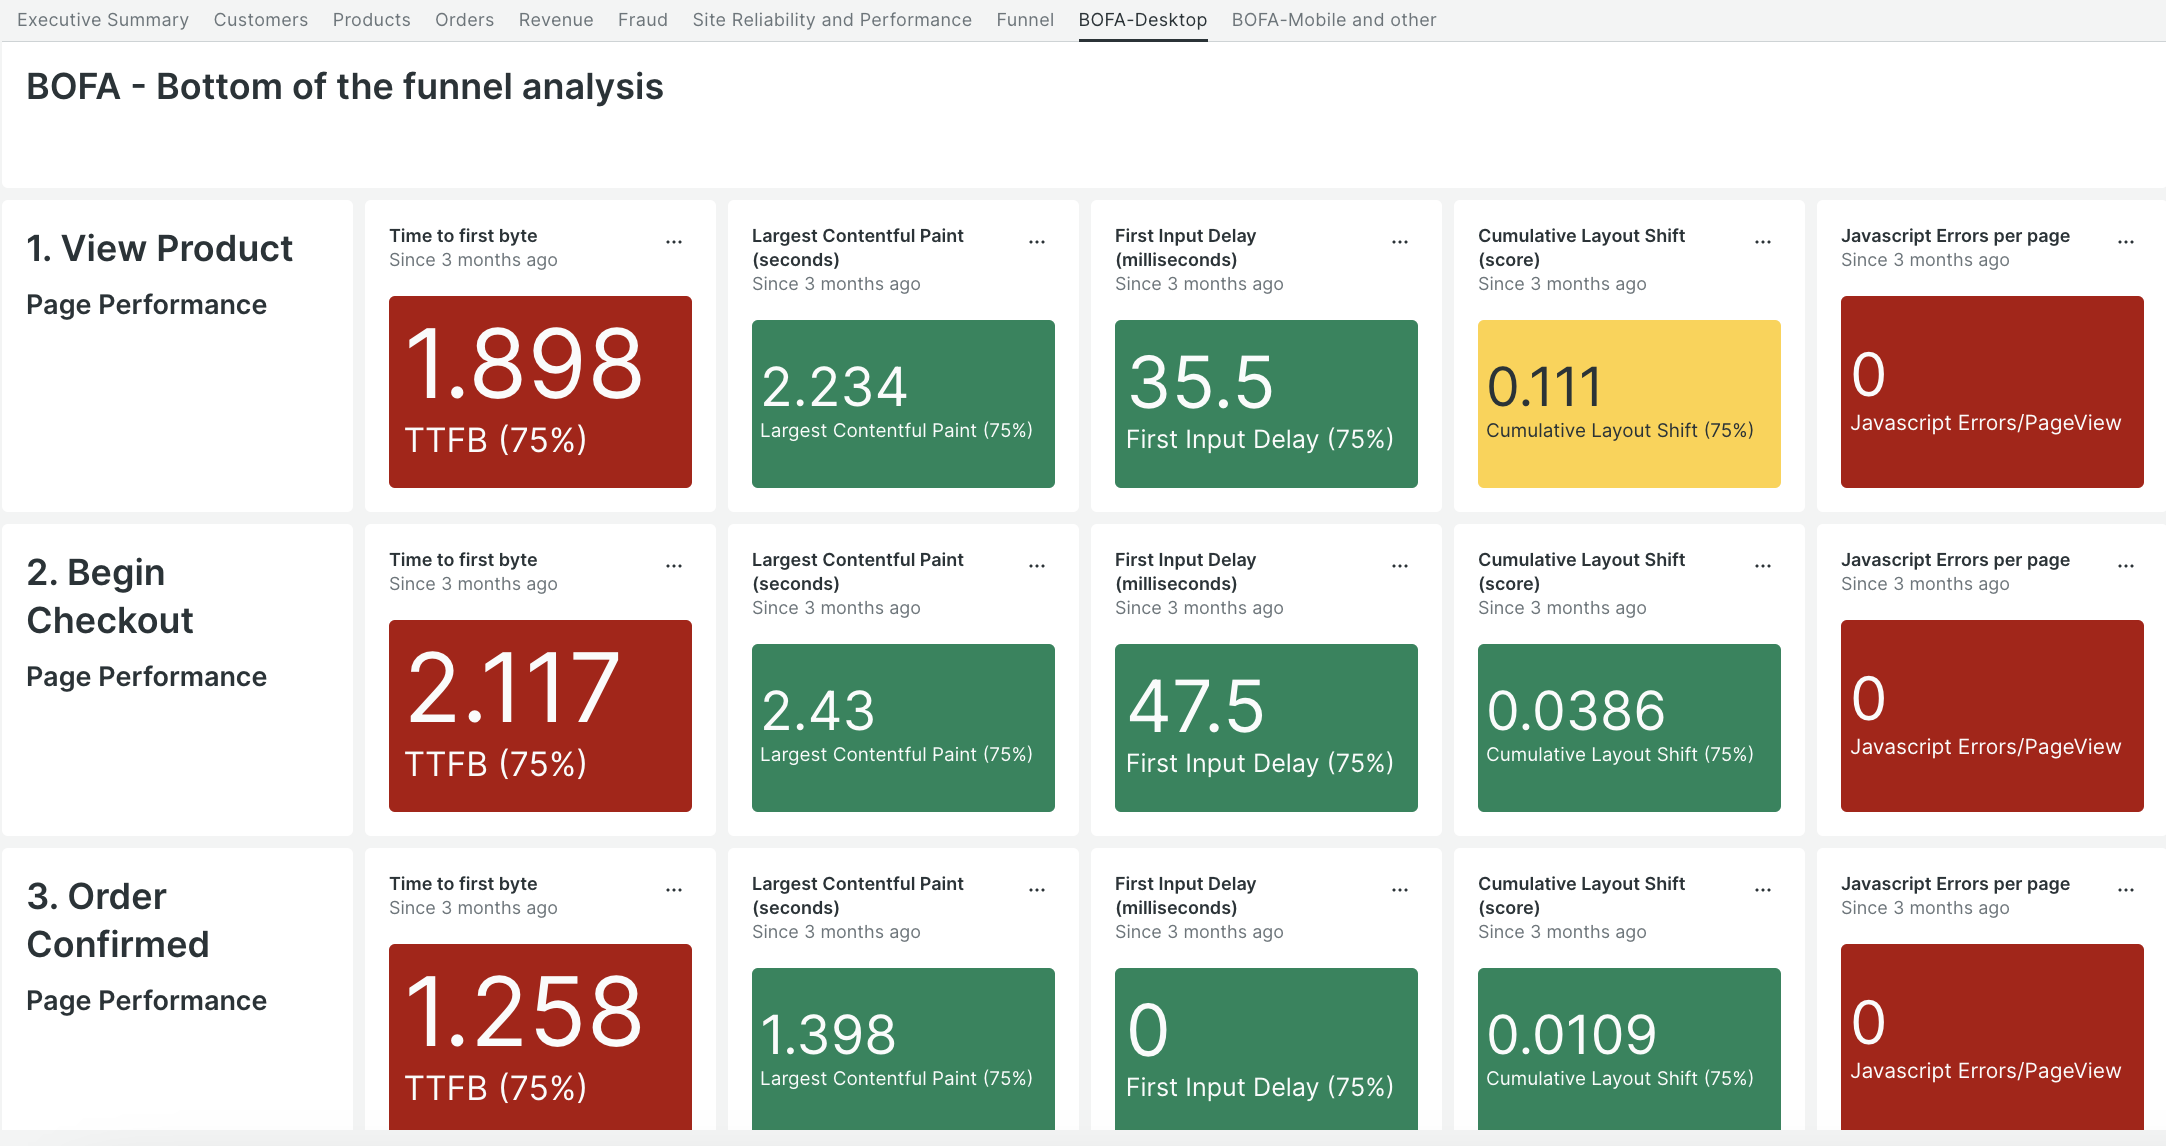 Executive Summary Customers Products Orders Revenue Fraud Site Reliability and Performance Funnel BOFA-Desktop BOFA-Mobile and other
BOFA - Bottom of the funnel analysis
1. View Product
Page Performance
Time to first byte ...
Since 3 months ago
1.898
TTFB (75%)
Largest Contentful Paint ...
(seconds)
Since 3 months ago
2.234
Largest Contentful Paint (75%)
First Input Delay ...
(milliseconds)
Since 3 months ago
35.5
First Input Delay (75%)
Cumulative Layout Shift ...
(score)
Since 3 months ago
0.111
Cumulative Layout Shift (75%)
Javascript Errors per page ...
Since 3 months ago
0
Javascript Errors/PageView
2. Begin
Checkout
Page Performance
Time to first byte ...
Since 3 months ago
2.117
TTFB (75%)
Largest Contentful Paint ...
(seconds)
Since 3 months ago
2.43
Largest Contentful Paint (75%)
First Input Delay ...
(milliseconds)
Since 3 months ago
47.5
First Input Delay (75%)
Cumulative Layout Shift ...
(score)
Since 3 months ago
0.0386
Cumulative Layout Shift (75%)
Javascript Errors per page ...
Since 3 months ago
0
Javascript Errors/PageView
3. Order
Confirmed
Page Performance
Time to first byte ...
Since 3 months ago
1.258
TTFB (75%)
Largest Contentful Paint ...
(seconds)
Since 3 months ago
1.398
Largest Contentful Paint (75%)
First Input Delay ...
(milliseconds)
Since 3 months ago
0
First Input Delay (75%)
Cumulative Layout Shift ...
(score)
Since 3 months ago
0.0109
Cumulative Layout Shift (75%)
Javascript Errors per page ...
Since 3 months ago
0
Javascript Errors/PageView